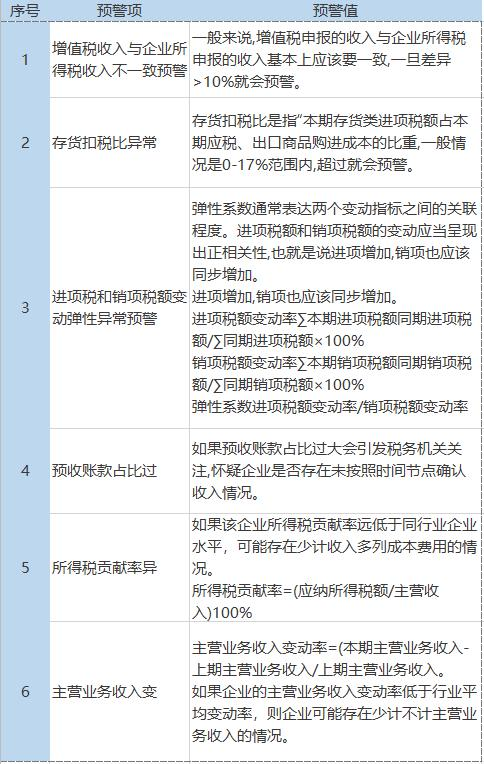 序号 预警项 预警值
1 增值税收入与企业所得税收入不一致预警
一般来说,增值税申报的收入与企业所得税
申报的收入基本上应该要一致,一旦差异
>10%就会预警。
2 存货扣税比异常
存货扣税比是指"本期存货类进项税额占本
期应税、出口商品购进成本的比重,一般情
况是0-17%范围内,超过就会预警。
3 进项税和销项税额变
动弹性异常预警
弹性系数通常表达两个变动指标之间的关联
程度。进项税额和销项税额的变动应当呈现
出正相关性,也就是说进项增加,销项也应该
同步增加。
进项增加,销项也应该同步增加。
进项税额变动率∑本期进项税额同期进项税
额/∑同期进项税额×100%
销项税额变动率∑本期销项税额同期销项税
额/∑同期销项税额×100%
弹性系数进项税额变动率/销项税额变动率
4 预收账款占比过
如果预收账款占比过大会引发税务机关关
注,怀疑企业是否存在未按照时间节点确认
收入情况。
5 所得税贡献率异
如果该企业所得税贡献率远低于同行业企业
水平，可能存在少计收入多列成本费用的情
况。
所得税贡献率=(应纳所得税额/主营收
入)100%
6 主营业务收入变
主营业务收入变动率=(本期主营业务收入-
上期主营业务收入/上期主营业务收入。
如果企业的主营业务收入变动率低于行业平
均变动率，则企业可能存在少计不计主营业
务收入的情况。